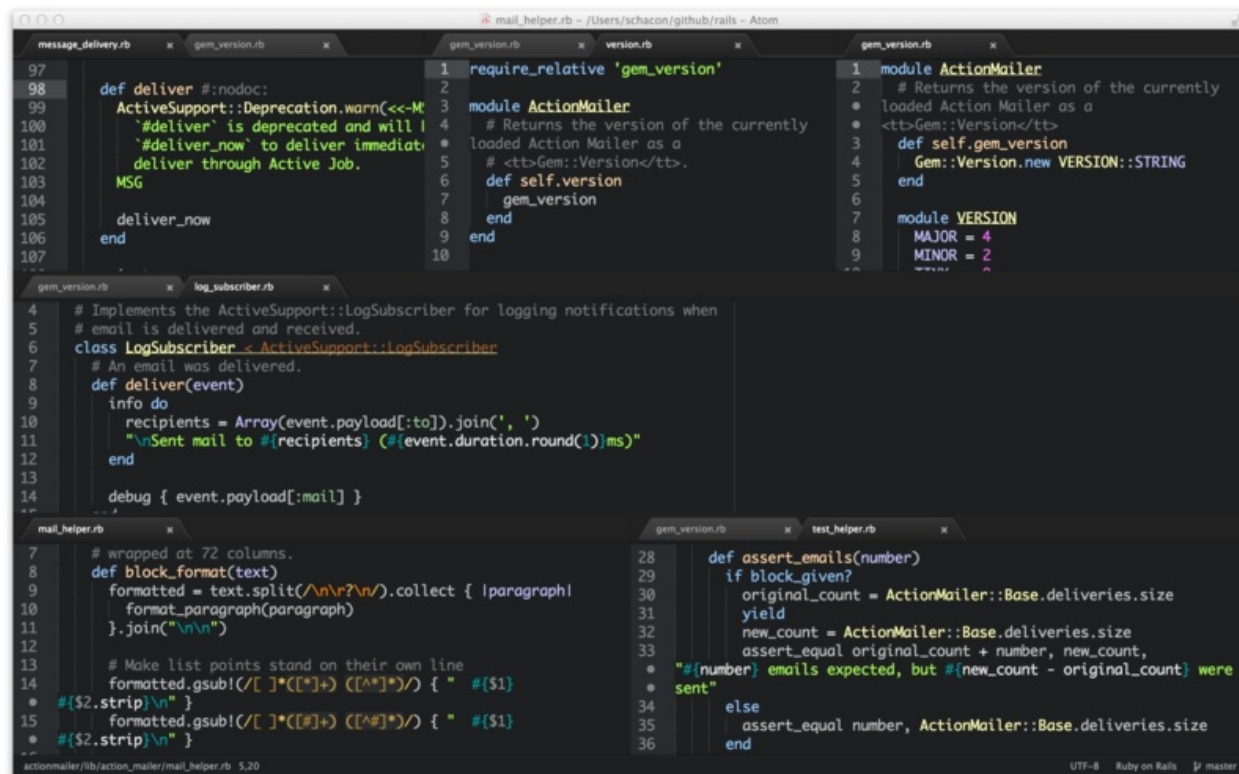 mail_helper.rb – /Users/schacon/github/rails – Atom
message_delivery.rb
gem_version.rb
97
98 def deliver #:nodoc:
99 ActiveSupport::Deprecation.warn(<<-M
100 `#deliver` is deprecated and will
101 `#deliver_now` to deliver immediat
102 deliver through Active Job.
103 MSG
104
105 deliver_now
106 end
107
gem_version.rb
version.rb
1 require_relative 'gem_version'
2
3 module ActionMailer
4 # Returns the version of the currently
• loaded Action Mailer as a
5 # <tt>Gem::Version</tt>.
6 def self.version
7 gem_version
8 end
9 end
10
gem_version.rb
1 module ActionMailer
2 # Returns the version of the currently
• loaded Action Mailer as a
• <tt>Gem::Version</tt>
3 def self.gem_version
4 Gem::Version.new VERSION::STRING
5 end
6
7 module VERSION
8 MAJOR = 4
9 MINOR = 2
gem_version.rb
log_subscriber.rb
4 # Implements the ActiveSupport::LogSubscriber for logging notifications when
5 # email is delivered and received.
6 class LogSubscriber < ActiveSupport::LogSubscriber
7 # An email was delivered.
8 def deliver(event)
9 info do
10 recipients = Array(event.payload[:to]).join(', ')
11 "\nSent mail to #{recipients} (#{event.duration.round(1)}ms)"
12 end
13
14 debug { event.payload[:mail] }
mail_helper.rb
7 # wrapped at 72 columns.
8 def block_format(text)
9 formatted = text.split(/\n\r?\n/).collect { |paragraph|
10 format_paragraph(paragraph)
11 }.join("\n\n")
12
13 # Make list points stand on their own line
14 formatted.gsub!(/[ ]*([*]+) ([^*]*)/) { " #{$1}
• #{$2.strip}\n" }
15 formatted.gsub!(/[ ]*([#]+) ([^#]*)/) { " #{$1}
• #{$2.strip}\n" }
gem_version.rb
test_helper.rb
28 def assert_emails(number)
29 if block_given?
30 original_count = ActionMailer::Base.deliveries.size
31 yield
32 new_count = ActionMailer::Base.deliveries.size
33 assert_equal original_count + number, new_count,
• "#{number} emails expected, but #{new_count - original_count} were
• sent"
34 else
35 assert_equal number, ActionMailer::Base.deliveries.size
36 end
actionmailer/lib/action_mailer/mail_helper.rb 5,20
UTF-8 Ruby on Rails master